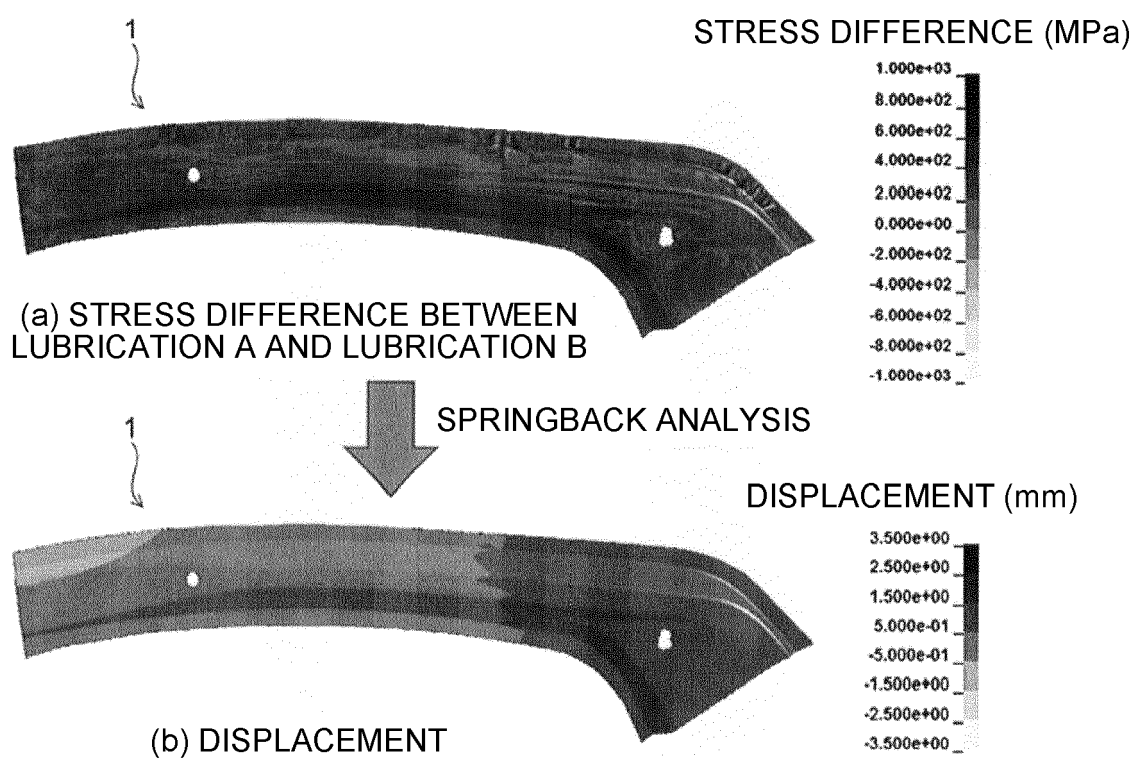 1
STRESS DIFFERENCE (MPa)
1.000e+03
8.000e+02
6.000e+02
4.000e+02
2.000e+02
0.000e+00
-2.000e+02
-4.000e+02
-6.000e+02
-8.000e+02
-1.000e+03
(a) STRESS DIFFERENCE BETWEEN
LUBRICATION A AND LUBRICATION B
SPRINGBACK ANALYSIS
1
DISPLACEMENT (mm)
3.500e+00
2.500e+00
1.500e+00
5.000e-01
-5.000e-01
-1.500e+00
-2.500e+00
-3.500e+00
(b) DISPLACEMENT